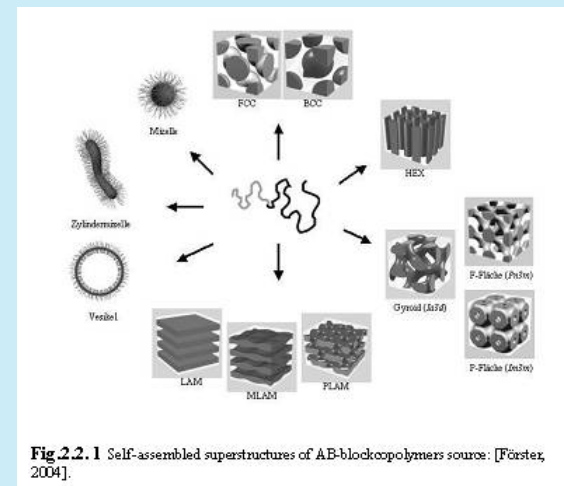 FCC BCC
Mizelle
HEX
Zylindermizelle
Gyroid (Ia3d)
F-Fläche (Pn3m)
Vesikel
P-Fläche (Im3m)
LAM
MLAM
PLAM
Fig.2.2. 1 Self-assembled superstructures of AB-blockcopolymers source: [Förster,
2004].